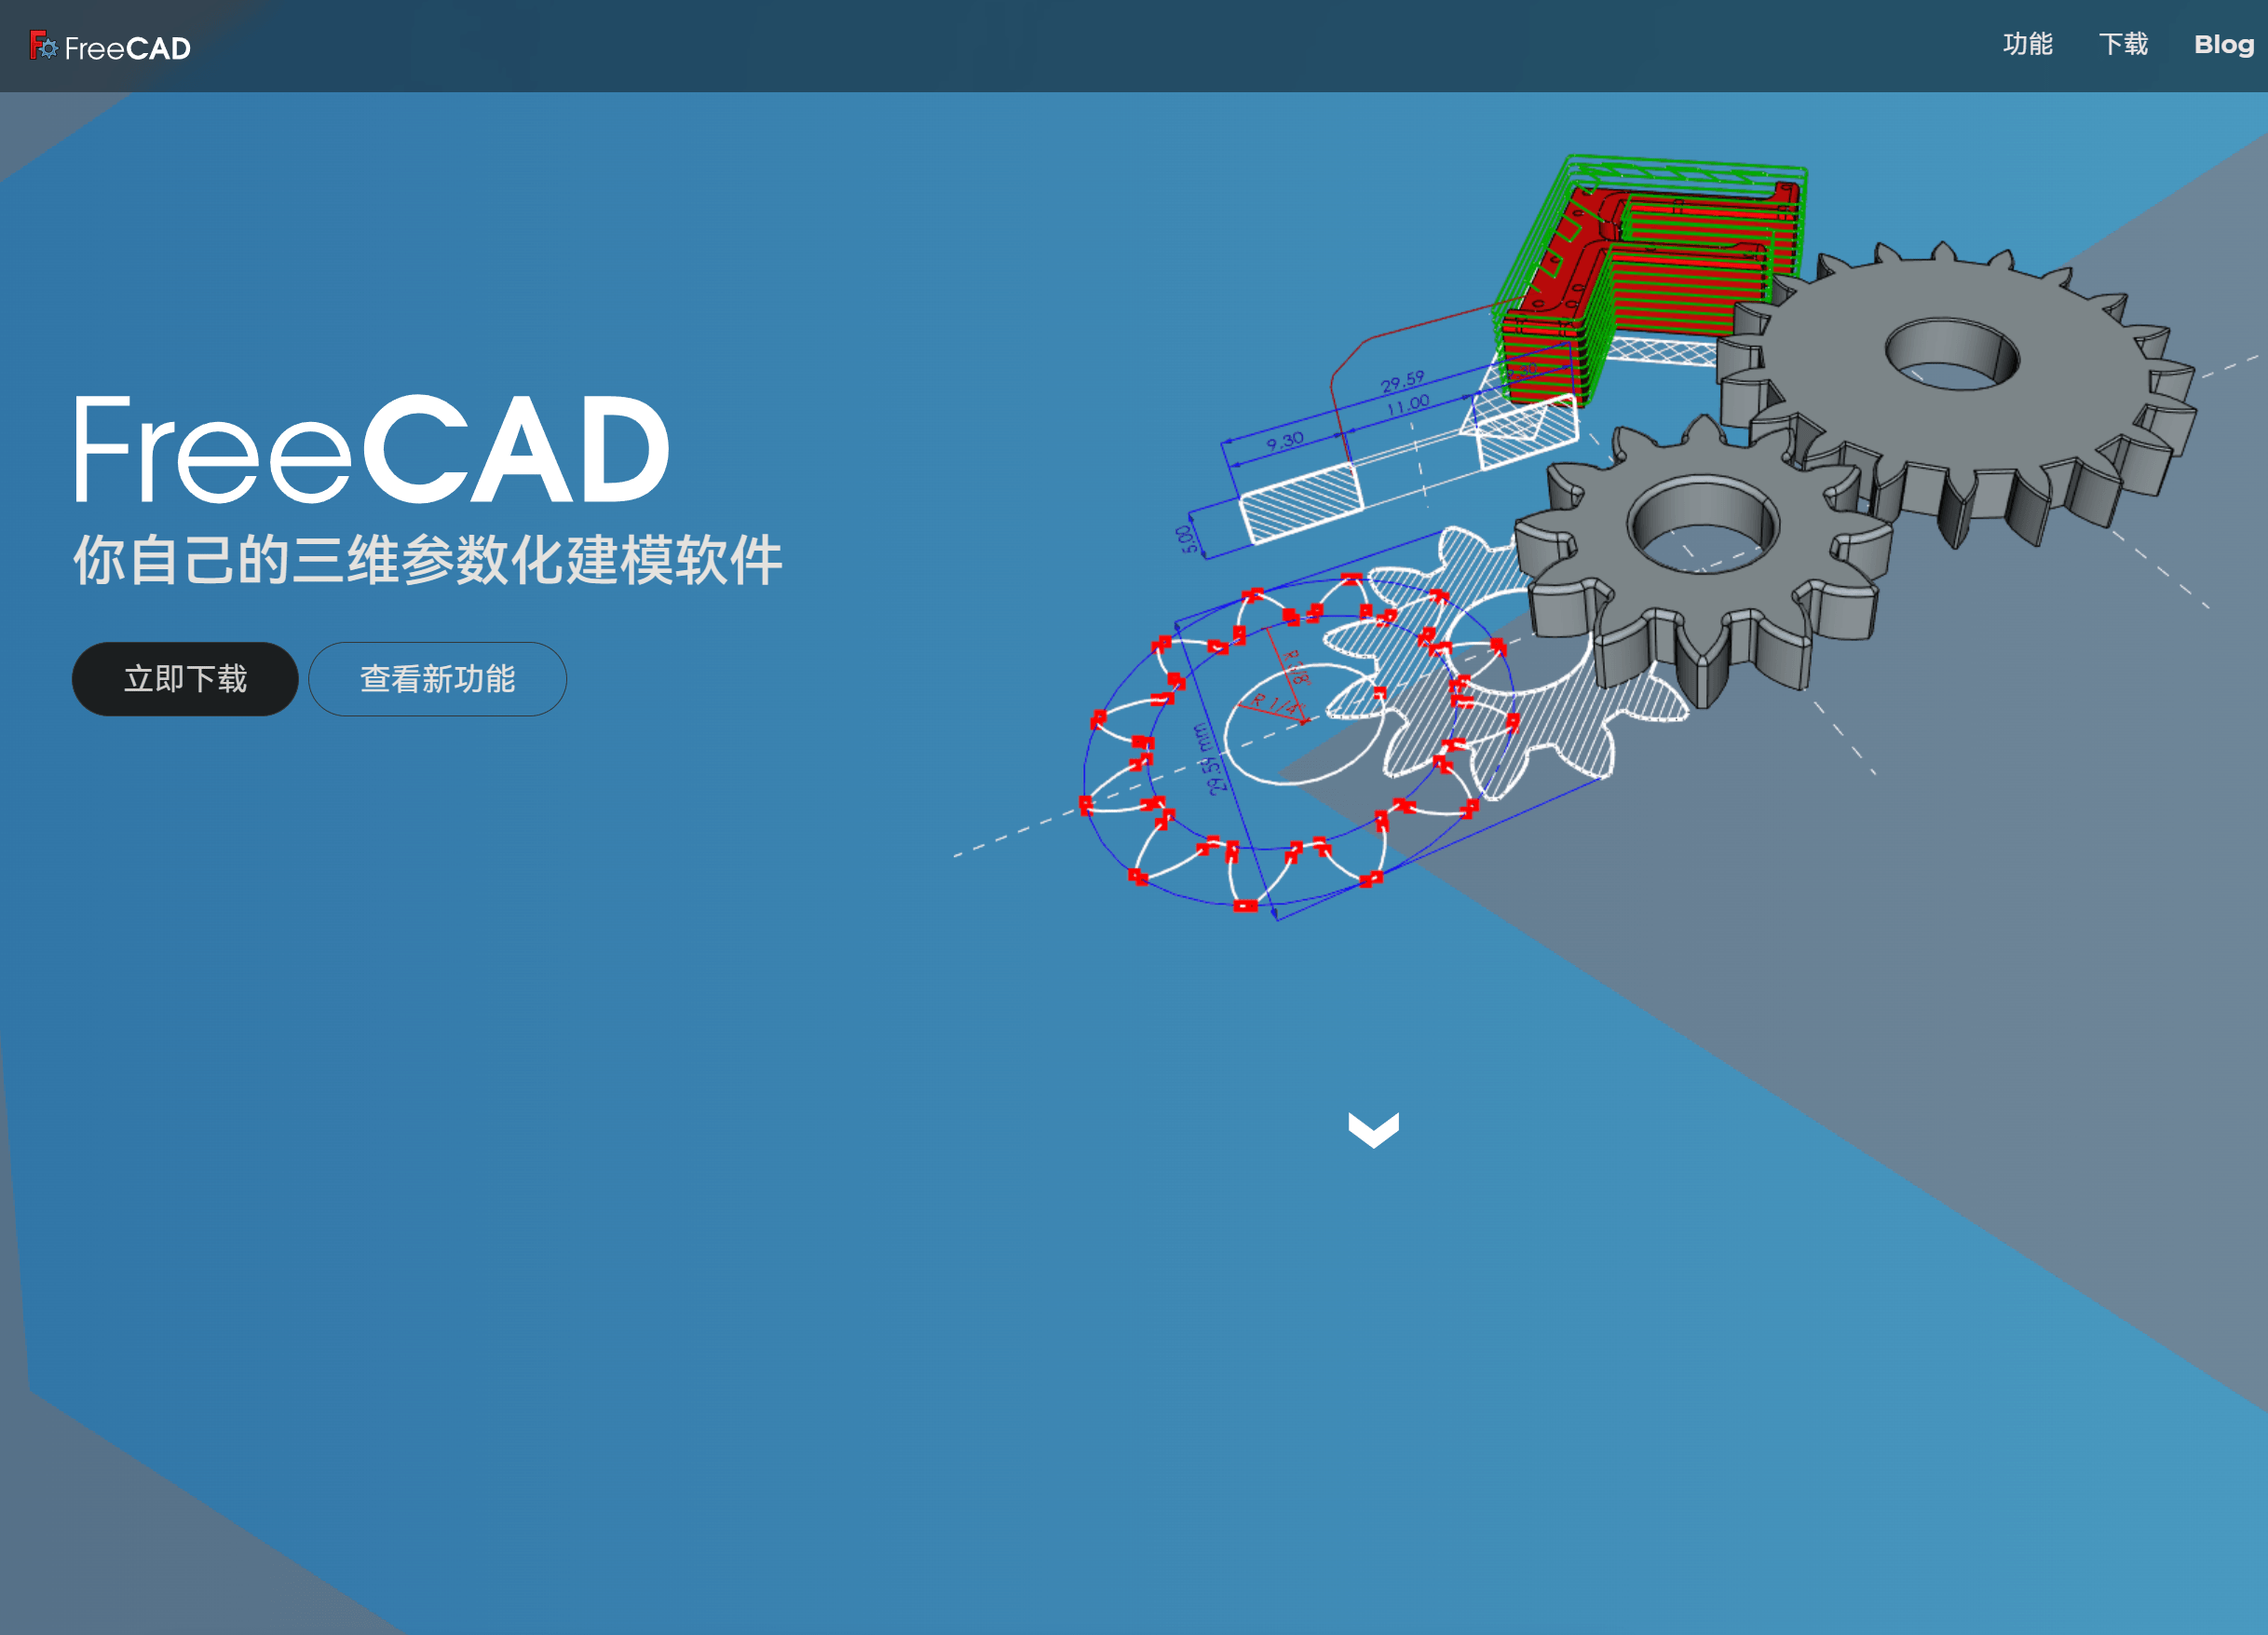 FreeCAD
功能 下载 Blog
FreeCAD
你自己的三维参数化建模软件
立即下载 查看新功能
29.59
11.00
9.30
5.00
R 1/4"
29.59 mm